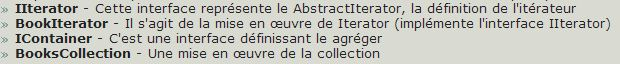 » IIterator - Cette interface représente le AbstractIterator, la définition de l'itérateur
» BookIterator - Il s'agit de la mise en œuvre de Iterator (implémente l'interface IIterator)
» IContainer - C'est une interface définissant le agréger
» BooksCollection - Une mise en œuvre de la collection